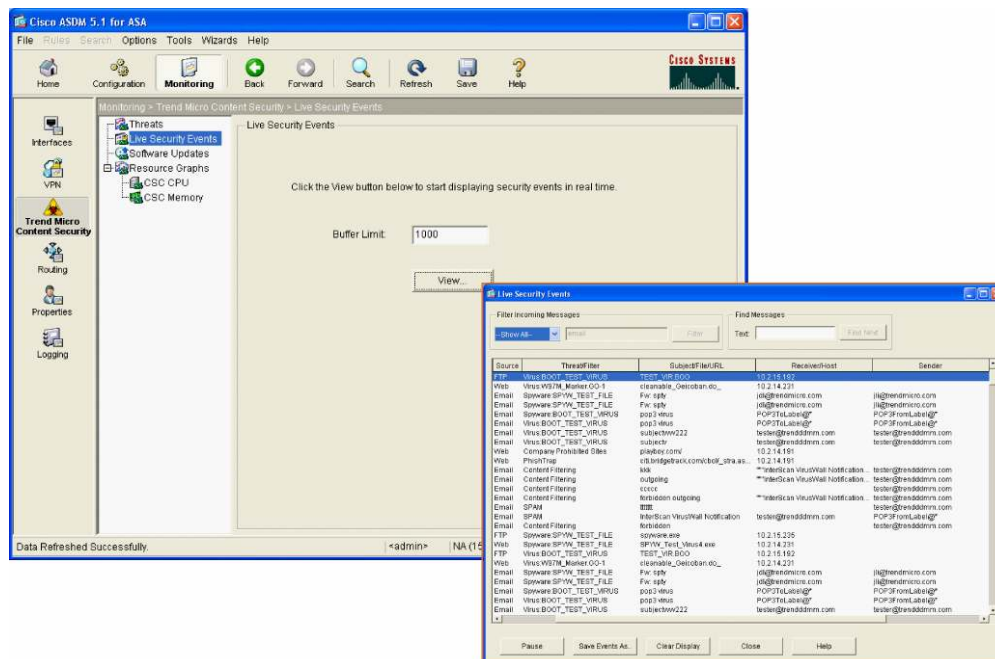 Cisco ASDM 5.1 for ASA
File Rules Search Options Tools Wizards Help
Home Configuration Monitoring Back Forward Search Refresh Save Help
CISCO SYSTEMS
Monitoring > Trend Micro Content Security > Live Security Events
Interfaces
VPN
Trend Micro
Content Security
Routing
Properties
Logging
Threats
Live Security Events
Software Updates
Resource Graphs
CSC CPU
CSC Memory
Live Security Events
Click the View button below to start displaying security events in real time.
Buffer Limit: 1000
View...
Data Refreshed Successfully. <admin> NA (15
Live Security Events
Filter Incoming Messages
--Show All-- email Filter
Find Messages
Text: Find Next
Source Threat/Filter Subject/File/URL Receiver/Host Sender
FTP Virus:BOOT_TEST_VIRUS TEST_VIR.BOO 10.2.15.192
Web Virus:W97M_Marker.GO-1 cleanable_Geicoban.do_ 10.2.14.231
Email Spyware:SPYW_TEST_FILE Fw: spty jdli@trendmicro.com jli@trendmicro.com
Email Spyware:BOOT_TEST_VIRUS pop3 virus POP3ToLabel@* POP3FromLabel@*
Email Virus:BOOT_TEST_VIRUS pop3 virus POP3ToLabel@* POP3FromLabel@*
Email Virus:BOOT_TEST_VIRUS subjectvvv222 tester@trendddmm.com tester@trendddmm.com
Email Virus:BOOT_TEST_VIRUS subjectv tester@trendddmm.com tester@trendddmm.com
Web Company Prohibited Sites playboy.com/ 10.2.14.191
Web PhishTrap 10.2.14.191
Email Content Filtering kkk **"InterScan VirusWall Notification... tester@trendddmm.com
Email Content Filtering outgoing **"InterScan VirusWall Notification... tester@trendddmm.com
Email Content Filtering ccccc tester@trendddmm.com
Email Content Filtering forbidden outgoing **"InterScan VirusWall Notification... tester@trendddmm.com
Email SPAM tester@trendddmm.com
Email SPAM InterScan VirusWall Notification tester@trendddmm.com POP3FromLabel@*
Email Content Filtering forbidden tester@trendddmm.com
FTP Spyware:SPYW_TEST_FILE spyware.exe 10.2.15.235
Web Spyware:SPYW_TEST_FILE SPYW_Test_Virus4.exe 10.2.14.231
FTP Virus:BOOT_TEST_VIRUS TEST_VIR.BOO 10.2.15.192
Web Virus:W97M_Marker.GO-1 cleanable_Geicoban.do_ 10.2.14.231
Email Spyware:SPYW_TEST_FILE Fw: spty jdli@trendmicro.com jli@trendmicro.com
Email Spyware:SPYW_TEST_FILE Fw: spty jdli@trendmicro.com jli@trendmicro.com
Email Spyware:BOOT_TEST_VIRUS pop3 virus POP3ToLabel@* POP3FromLabel@*
Email Virus:BOOT_TEST_VIRUS pop3 virus POP3ToLabel@* POP3FromLabel@*
Email Virus:BOOT_TEST_VIRUS subjectvvv222 tester@trendddmm.com tester@trendddmm.com
Pause Save Events As.. Clear Display Close Help